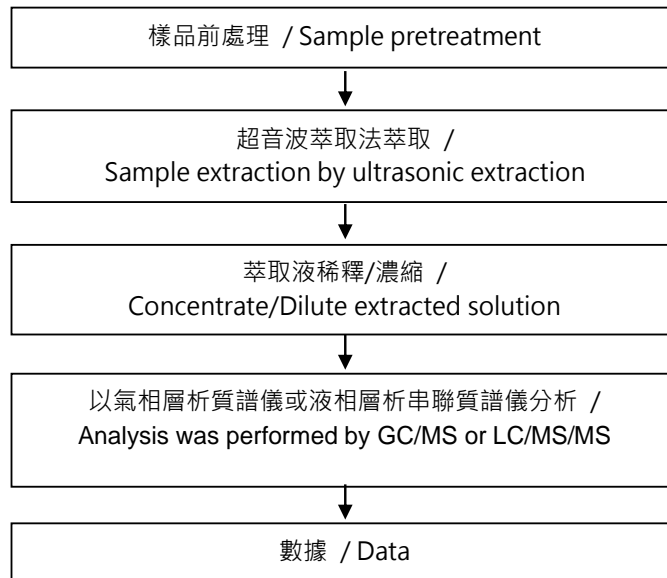 樣品前處理 / Sample pretreatment
超音波萃取法萃取 /
Sample extraction by ultrasonic extraction
萃取液稀釋/濃縮 /
Concentrate/Dilute extracted solution
以氣相層析質譜儀或液相層析串聯質譜儀分析 /
Analysis was performed by GC/MS or LC/MS/MS
數據 / Data